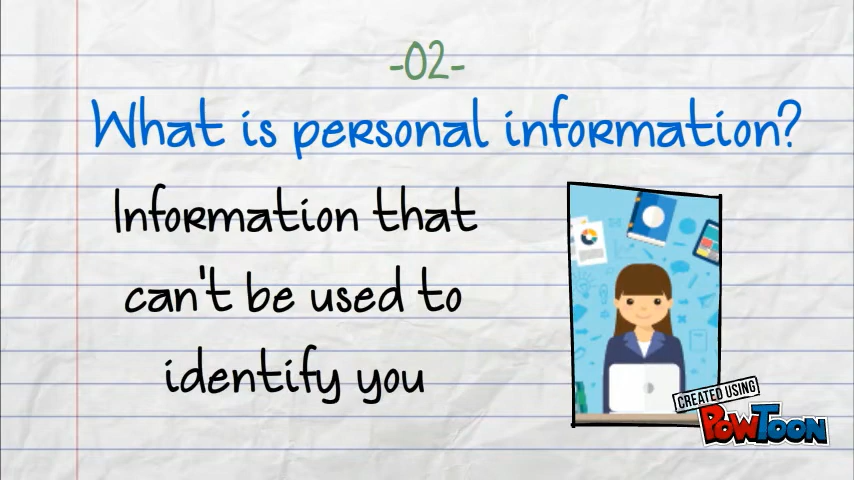 -02-
What is personal information?
Information that
can't be used to
identify you
CREATED USING
POWTOON